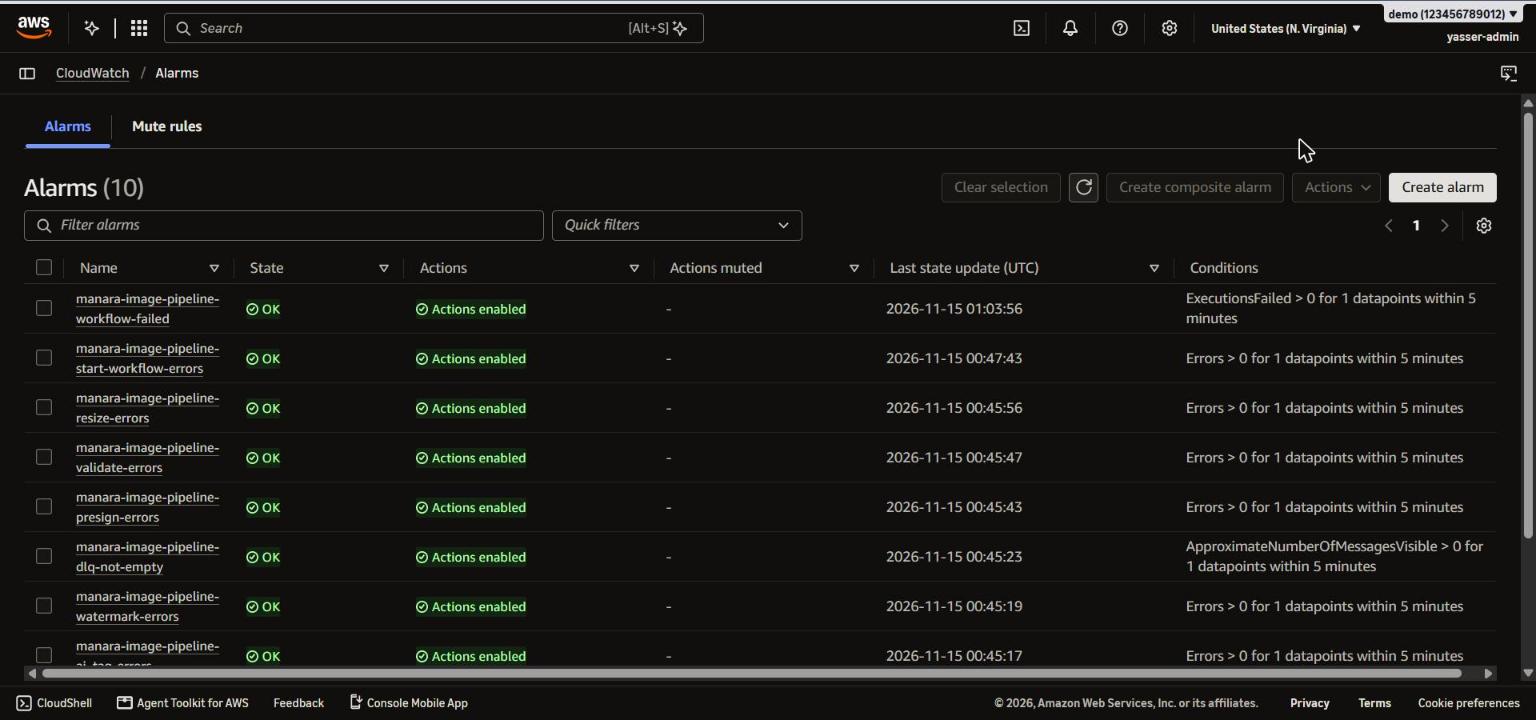 aws
Search [Alt+S]
United States (N. Virginia)
demo (123456789012)
yasser-admin
CloudWatch / Alarms
Alarms
Mute rules
Alarms (10)
Clear selection
Create composite alarm
Actions
Create alarm
Filter alarms
Quick filters
1
Name State Actions Actions muted Last state update (UTC) Conditions
manara-image-pipeline-
workflow-failed
OK Actions enabled - 2026-11-15 01:03:56
ExecutionsFailed > 0 for 1 datapoints within 5
minutes
manara-image-pipeline-
start-workflow-errors
OK Actions enabled - 2026-11-15 00:47:43 Errors > 0 for 1 datapoints within 5 minutes
manara-image-pipeline-
resize-errors
OK Actions enabled - 2026-11-15 00:45:56 Errors > 0 for 1 datapoints within 5 minutes
manara-image-pipeline-
validate-errors
OK Actions enabled - 2026-11-15 00:45:47 Errors > 0 for 1 datapoints within 5 minutes
manara-image-pipeline-
presign-errors
OK Actions enabled - 2026-11-15 00:45:43 Errors > 0 for 1 datapoints within 5 minutes
manara-image-pipeline-
dlq-not-empty
OK Actions enabled - 2026-11-15 00:45:23
ApproximateNumberOfMessagesVisible > 0 for
1 datapoints within 5 minutes
manara-image-pipeline-
watermark-errors
OK Actions enabled - 2026-11-15 00:45:19 Errors > 0 for 1 datapoints within 5 minutes
manara-image-pipeline-
OK Actions enabled - 2026-11-15 00:45:17 Errors > 0 for 1 datapoints within 5 minutes
CloudShell Agent Toolkit for AWS Feedback Console Mobile App © 2026, Amazon Web Services, Inc. or its affiliates. Privacy Terms Cookie preferences